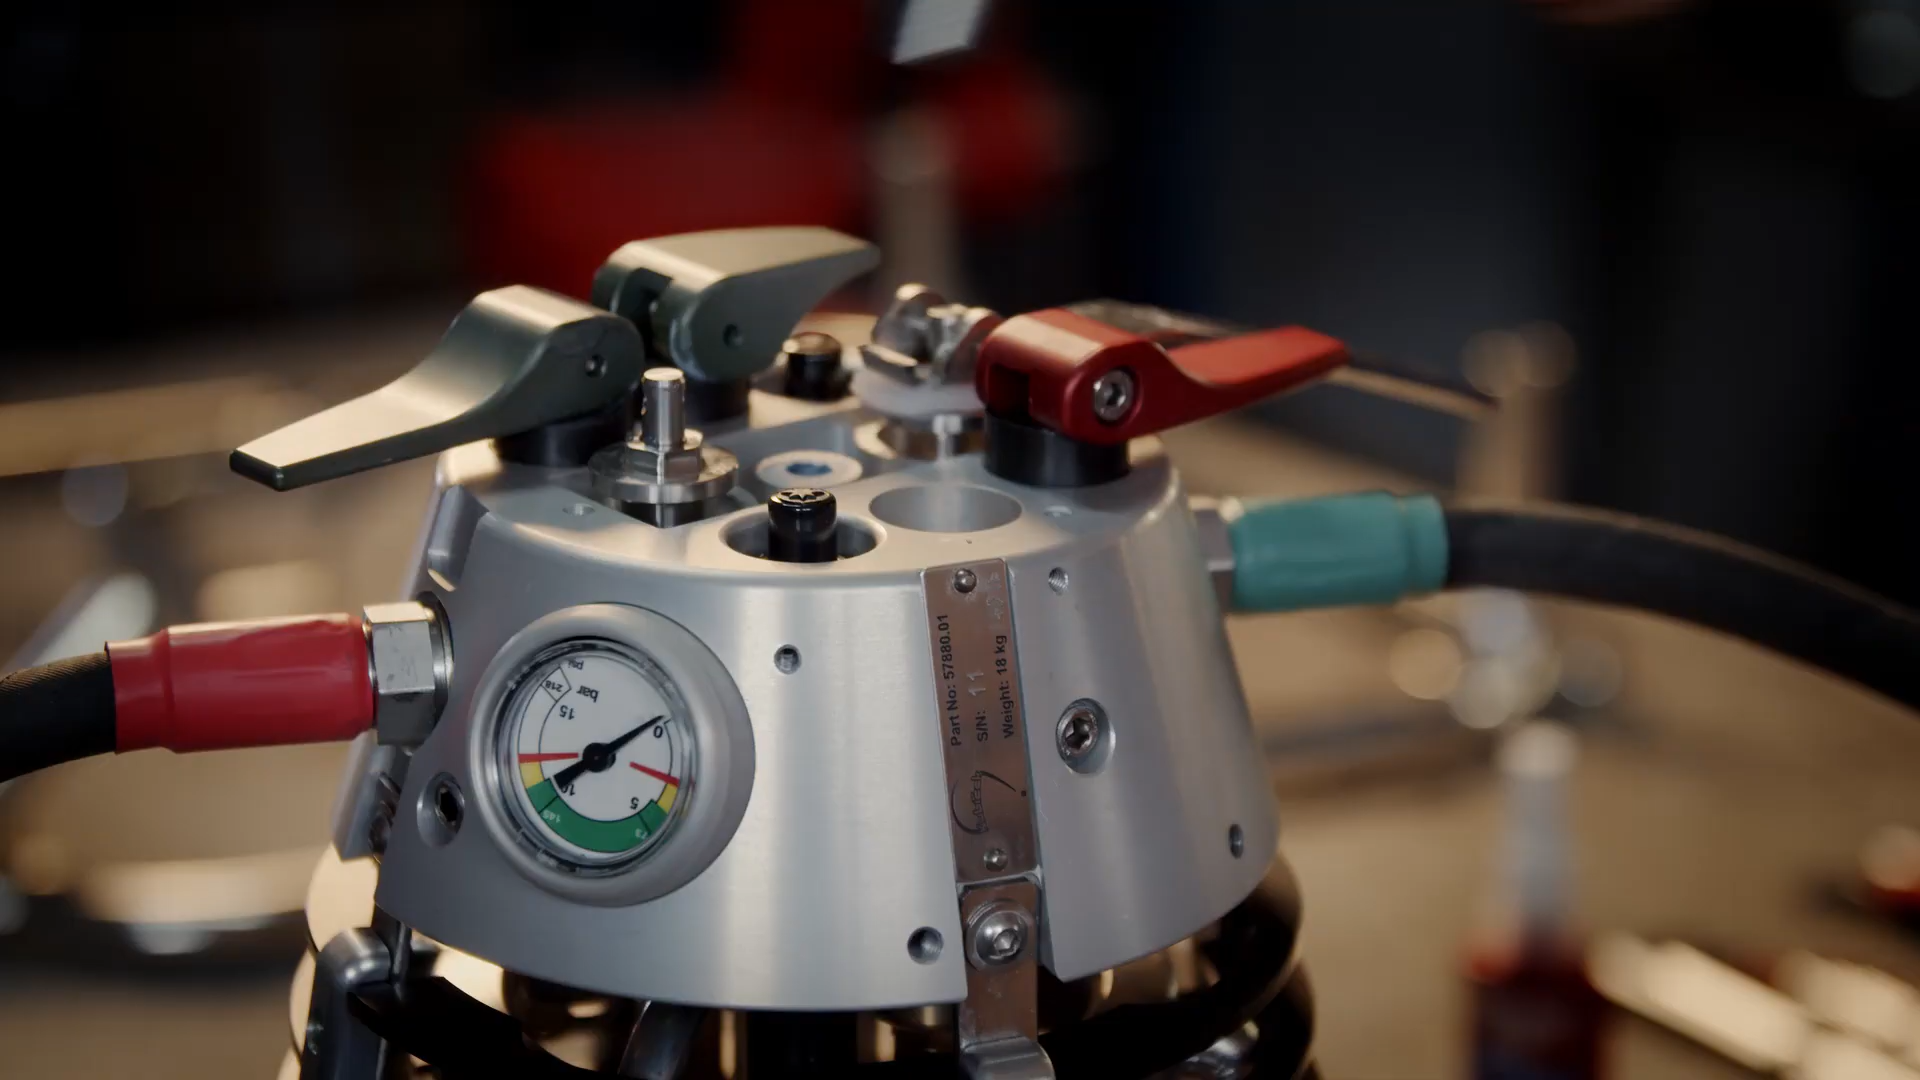 psi
218
bar
15
0
10
5
145
73
Part No: 57880.01
S/N: 11
Weight: 18 kg